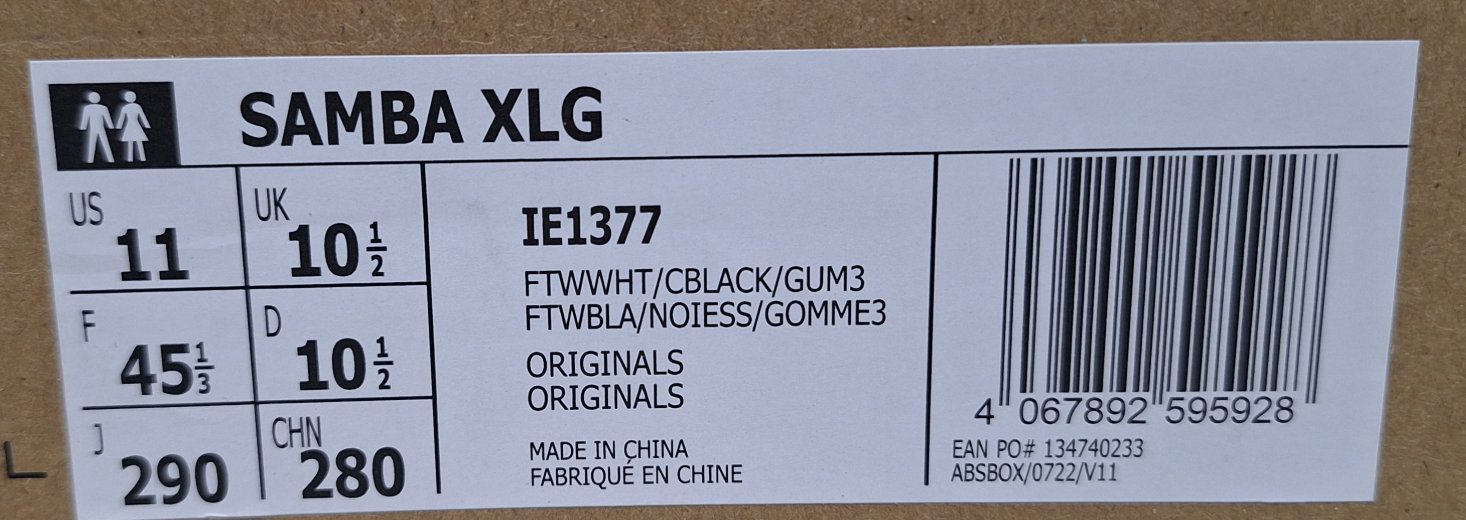 SAMBA XLG
US
11
UK
10 1/2
F
45 1/3
D
10 1/2
J
290
CHN
280
IE1377
FTWWHT/CBLACK/GUM3
FTWBLA/NOIESS/GOMME3
ORIGINALS
ORIGINALS
MADE IN CHINA
FABRIQUÉ EN CHINE
4 067892 595928
EAN PO# 134740233
ABSBOX/0722/V11
L